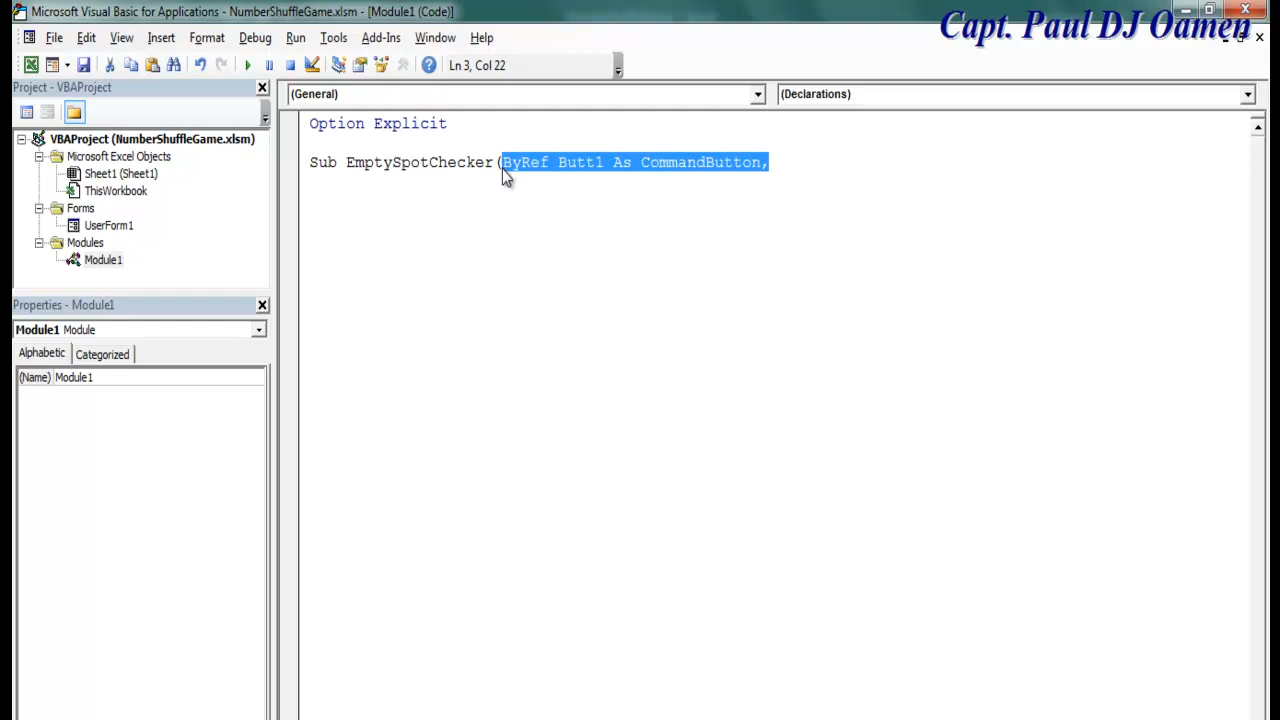 Microsoft Visual Basic for Applications - NumberShuffleGame.xlsm - [Module1 (Code)]
Capt. Paul DJ Oamen
File Edit View Insert Format Debug Run Tools Add-Ins Window Help
Ln 3, Col 22
Project - VBAProject
(General)
(Declarations)
VBAProject (NumberShuffleGame.xlsm)
Microsoft Excel Objects
Sheet1 (Sheet1)
ThisWorkbook
Forms
UserForm1
Modules
Module1
Option Explicit
Sub EmptySpotChecker(ByRef Butt1 As CommandButton,
Properties - Module1
Module1 Module
Alphabetic Categorized
(Name) Module1